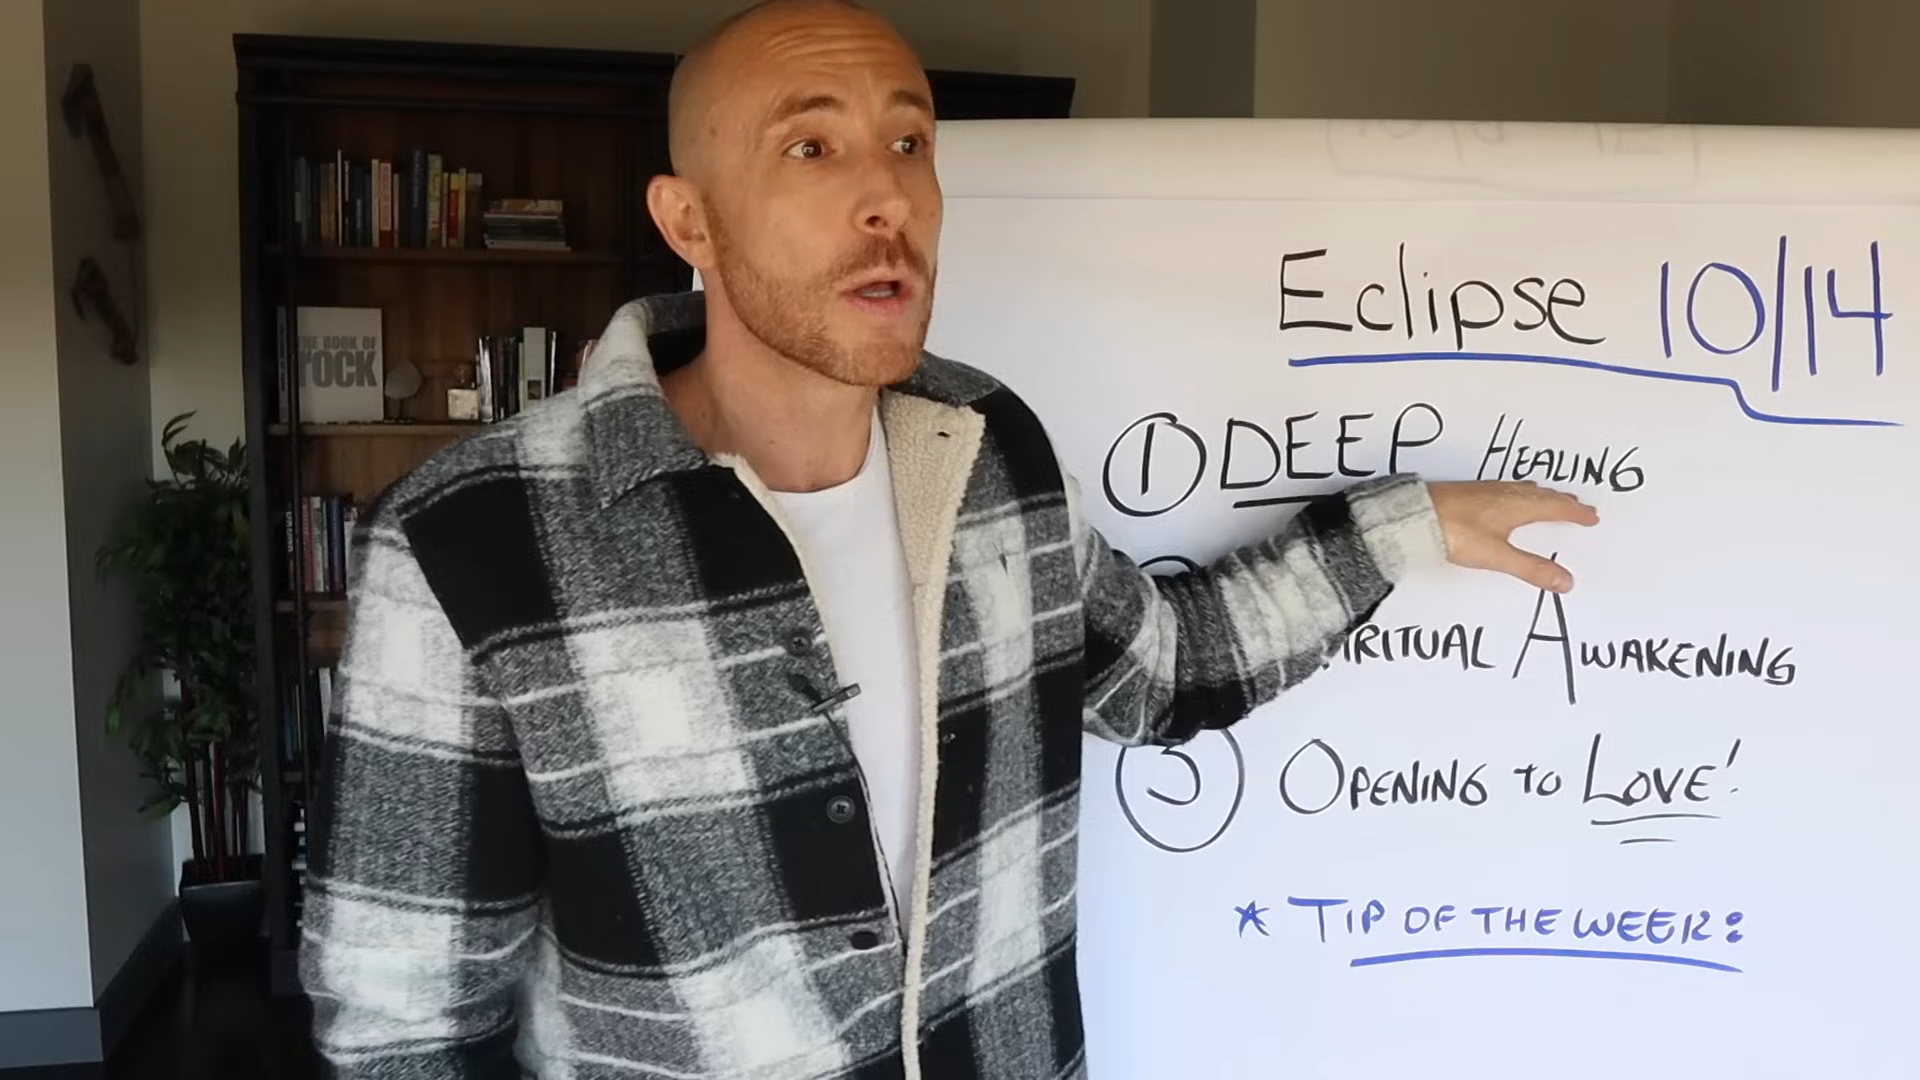 THE BOOK OF
ROCK
Eclipse 10/14
1 DEEP HEALING
AWAKENING
3 OPENING TO LOVE!
* TIP OF THE WEEK: